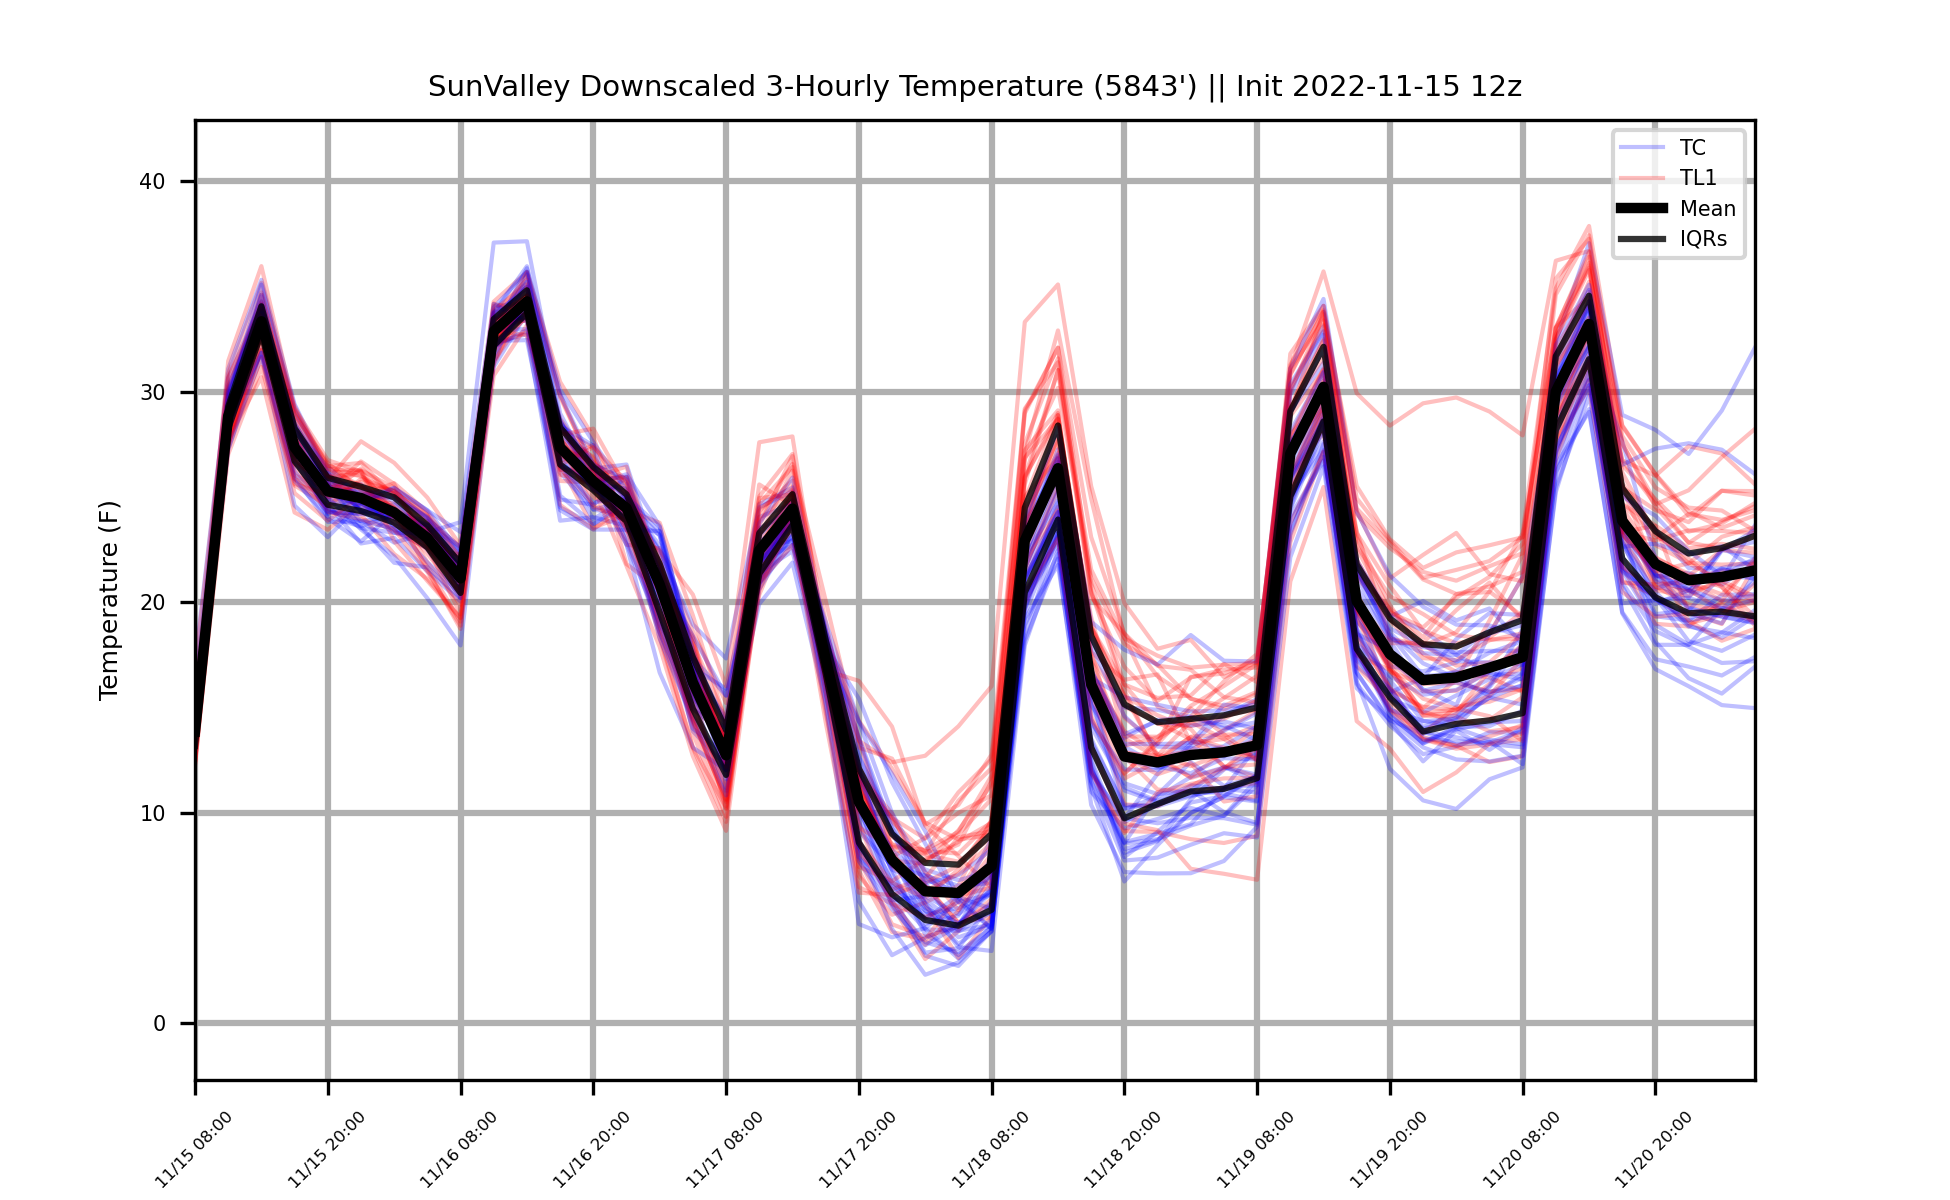 SunValley Downscaled 3-Hourly Temperature (5843') || Init 2022-11-15 12z
TC
TL1
Mean
IQRs
Temperature (F)
40
30
20
10
0
11/15 08:00
11/15 20:00
11/16 08:00
11/16 20:00
11/17 08:00
11/17 20:00
11/18 08:00
11/18 20:00
11/19 08:00
11/19 20:00
11/20 08:00
11/20 20:00